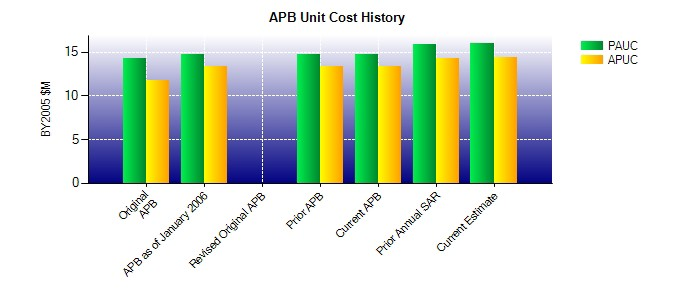 APB Unit Cost History
BY2005 $M
15
10
5
0
Original
APB
APB as of January 2006
Revised Original APB
Prior APB
Current APB
Prior Annual SAR
Current Estimate
PAUC
APUC